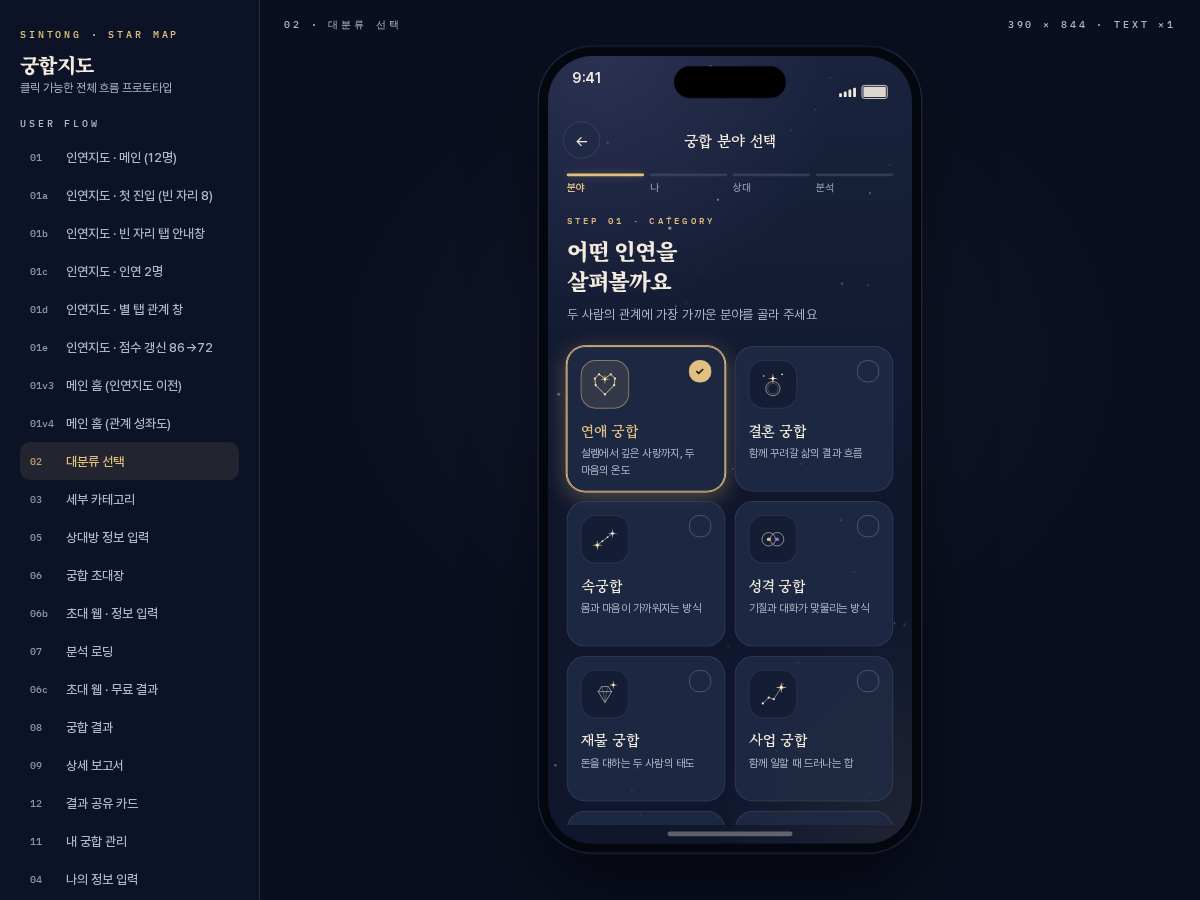 SINTONG · STAR MAP
궁합지도
클릭 가능한 전체 흐름 프로토타입
USER FLOW
01 인연지도 · 메인 (12명)
01a 인연지도 · 첫 진입 (빈 자리 8)
01b 인연지도 · 빈 자리 탭 안내창
01c 인연지도 · 인연 2명
01d 인연지도 · 별 탭 관계 창
01e 인연지도 · 점수 갱신 86→72
01v3 메인 홈 (인연지도 이전)
01v4 메인 홈 (관계 성좌도)
02 대분류 선택
03 세부 카테고리
05 상대방 정보 입력
06 궁합 초대장
06b 초대 웹 · 정보 입력
07 분석 로딩
06c 초대 웹 · 무료 결과
08 궁합 결과
09 상세 보고서
12 결과 공유 카드
11 내 궁합 관리
04 나의 정보 입력
02 · 대분류 선택
390 × 844 · TEXT ×1
9:41
← 궁합 분야 선택
분야 나 상대 분석
STEP 01 · CATEGORY
어떤 인연을
살펴볼까요
두 사람의 관계에 가장 가까운 분야를 골라 주세요
연애 궁합
설렘에서 깊은 사랑까지, 두
마음의 온도
결혼 궁합
함께 꾸려갈 삶의 결과 흐름
속궁합
몸과 마음이 가까워지는 방식
성격 궁합
기질과 대화가 맞물리는 방식
재물 궁합
돈을 대하는 두 사람의 태도
사업 궁합
함께 일할 때 드러나는 합